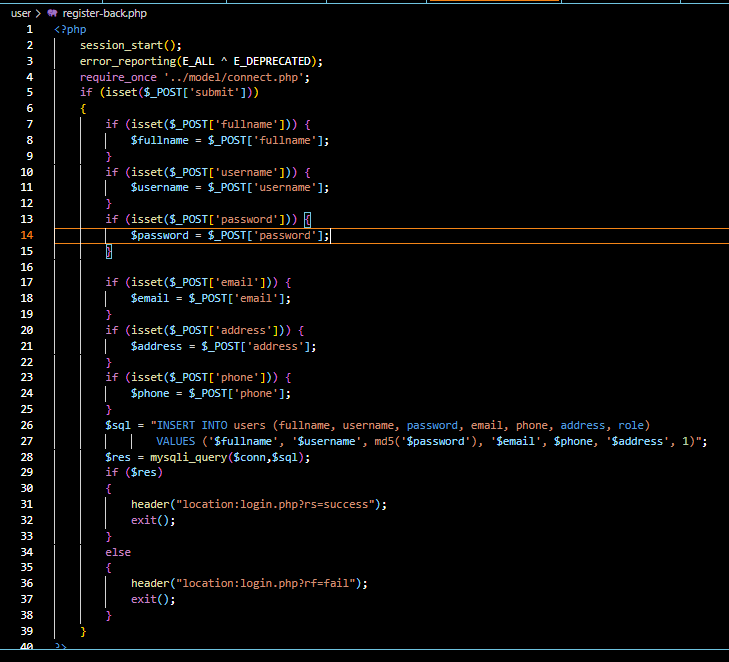 user > register-back.php
1 <?php
2 session_start();
3 error_reporting(E_ALL ^ E_DEPRECATED);
4 require_once '../model/connect.php';
5 if (isset($_POST['submit']))
6 {
7 if (isset($_POST['fullname'])) {
8 $fullname = $_POST['fullname'];
9 }
10 if (isset($_POST['username'])) {
11 $username = $_POST['username'];
12 }
13 if (isset($_POST['password'])) {
14 $password = $_POST['password'];
15 }
16
17 if (isset($_POST['email'])) {
18 $email = $_POST['email'];
19 }
20 if (isset($_POST['address'])) {
21 $address = $_POST['address'];
22 }
23 if (isset($_POST['phone'])) {
24 $phone = $_POST['phone'];
25 }
26 $sql = "INSERT INTO users (fullname, username, password, email, phone, address, role)
27 VALUES ('$fullname', '$username', md5('$password'), '$email', $phone, '$address', 1)";
28 $res = mysqli_query($conn,$sql);
29 if ($res)
30 {
31 header("location:login.php?rs=success");
32 exit();
33 }
34 else
35 {
36 header("location:login.php?rf=fail");
37 exit();
38 }
39 }
40 ?>